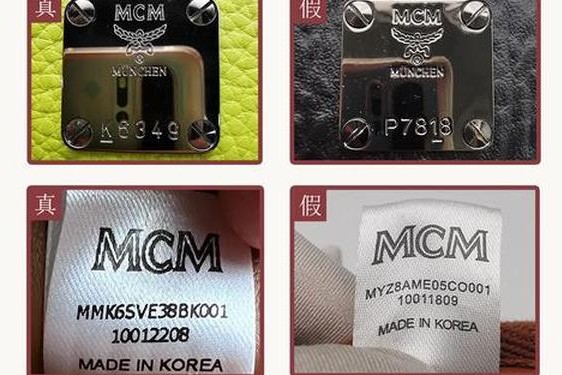 真
MCM
MÜNCHEN
K6349
假
MCM
MÜNCHEN
P7818
真
MCM
MMK6SVE38BK001
10012208
MADE IN KOREA
假
MCM
MYZ8AME05CO001
10011809
MADE IN KOREA